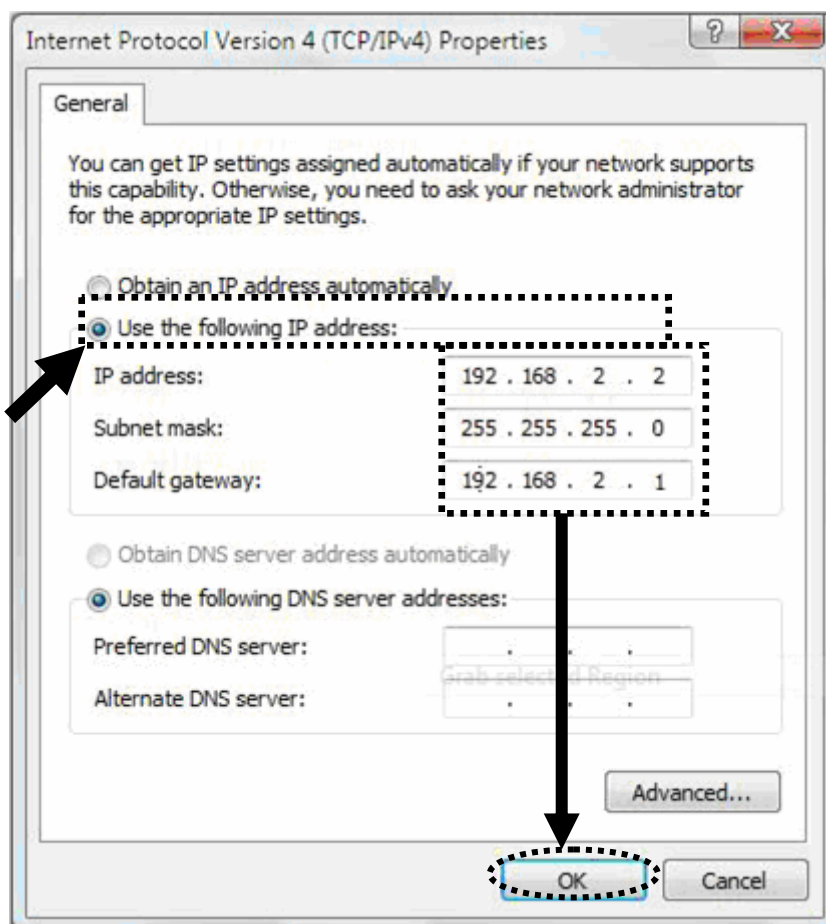 Internet Protocol Version 4 (TCP/IPv4) Properties
?
General
You can get IP settings assigned automatically if your network supports
this capability. Otherwise, you need to ask your network administrator
for the appropriate IP settings.
Obtain an IP address automatically
Use the following IP address:
IP address: 192 . 168 . 2 . 2
Subnet mask: 255 . 255 . 255 . 0
Default gateway: 192 . 168 . 2 . 1
Obtain DNS server address automatically
Use the following DNS server addresses:
Preferred DNS server: . . .
Grab selected Region
Alternate DNS server: . . .
Advanced...
OK Cancel